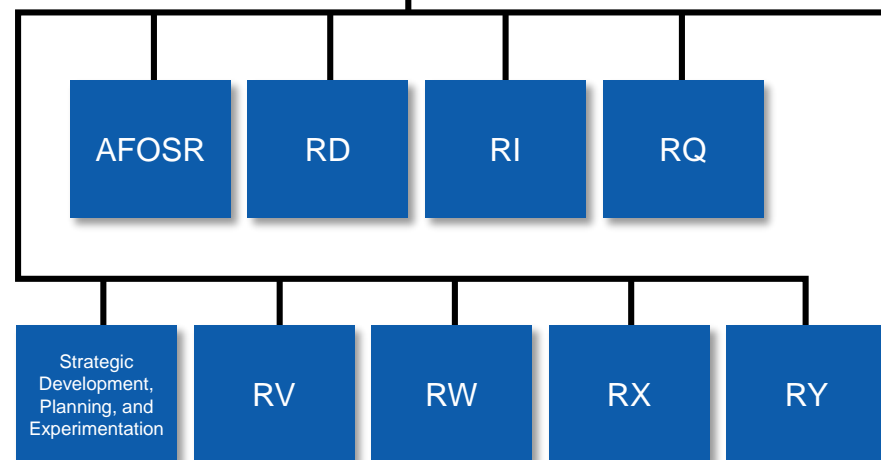 AFOSR
RD
RI
RQ
Strategic
Development,
Planning, and
Experimentation
RV
RW
RX
RY